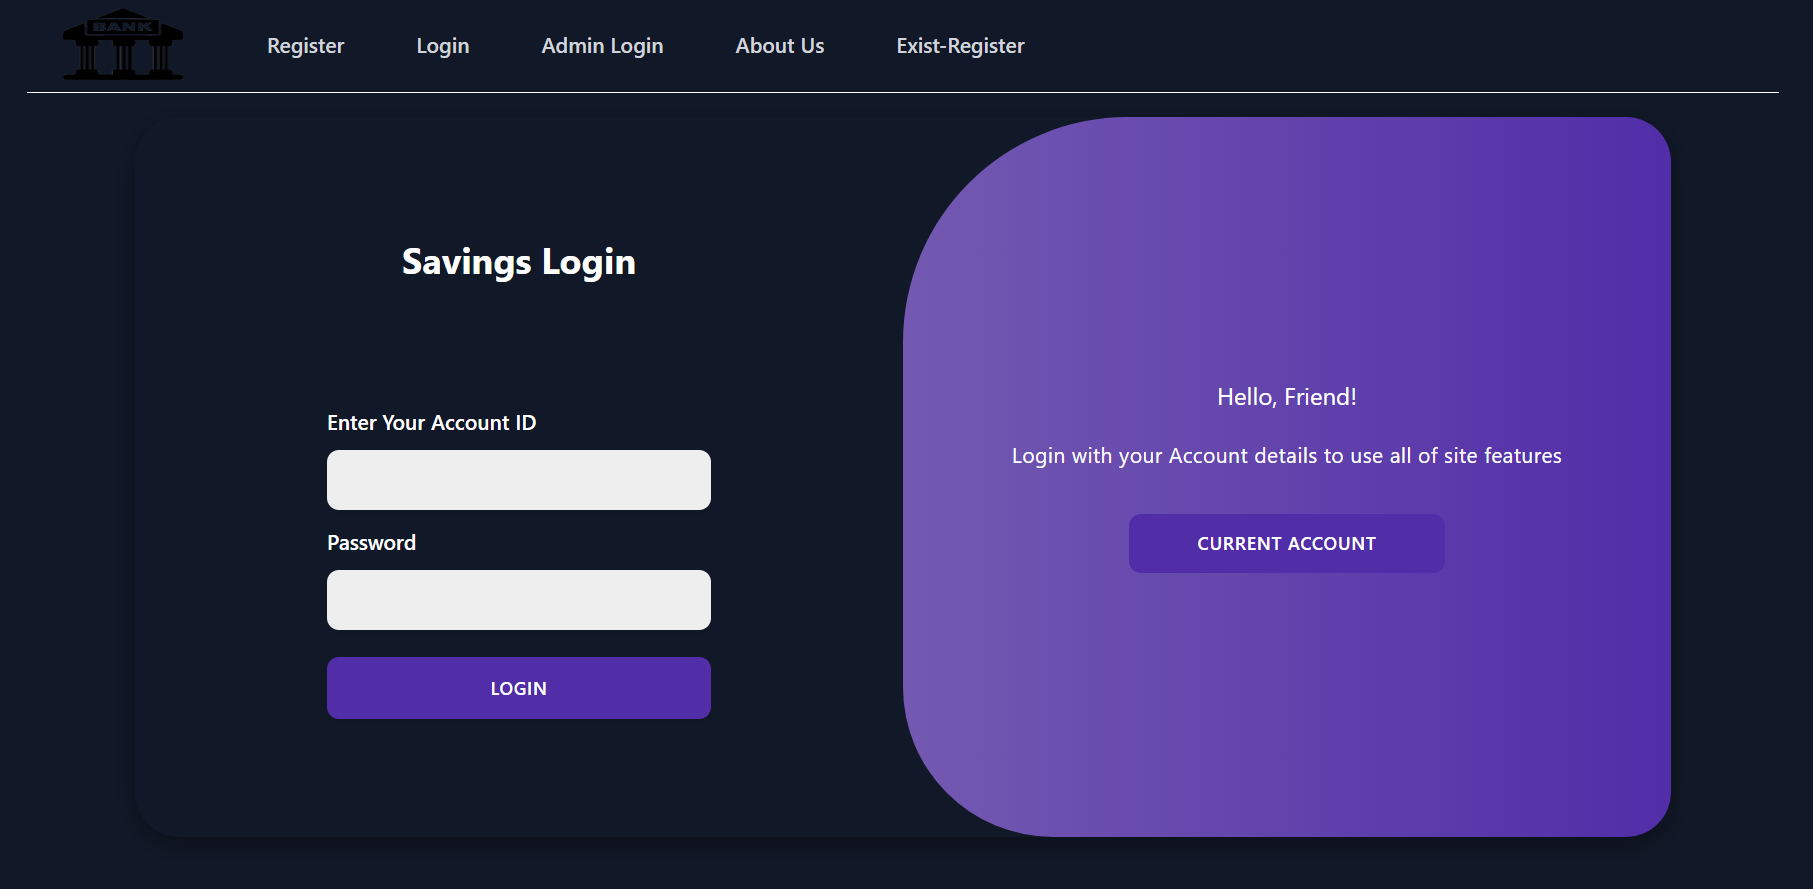 BANK
Register Login Admin Login About Us Exist-Register
Savings Login
Enter Your Account ID
Password
LOGIN
Hello, Friend!
Login with your Account details to use all of site features
CURRENT ACCOUNT